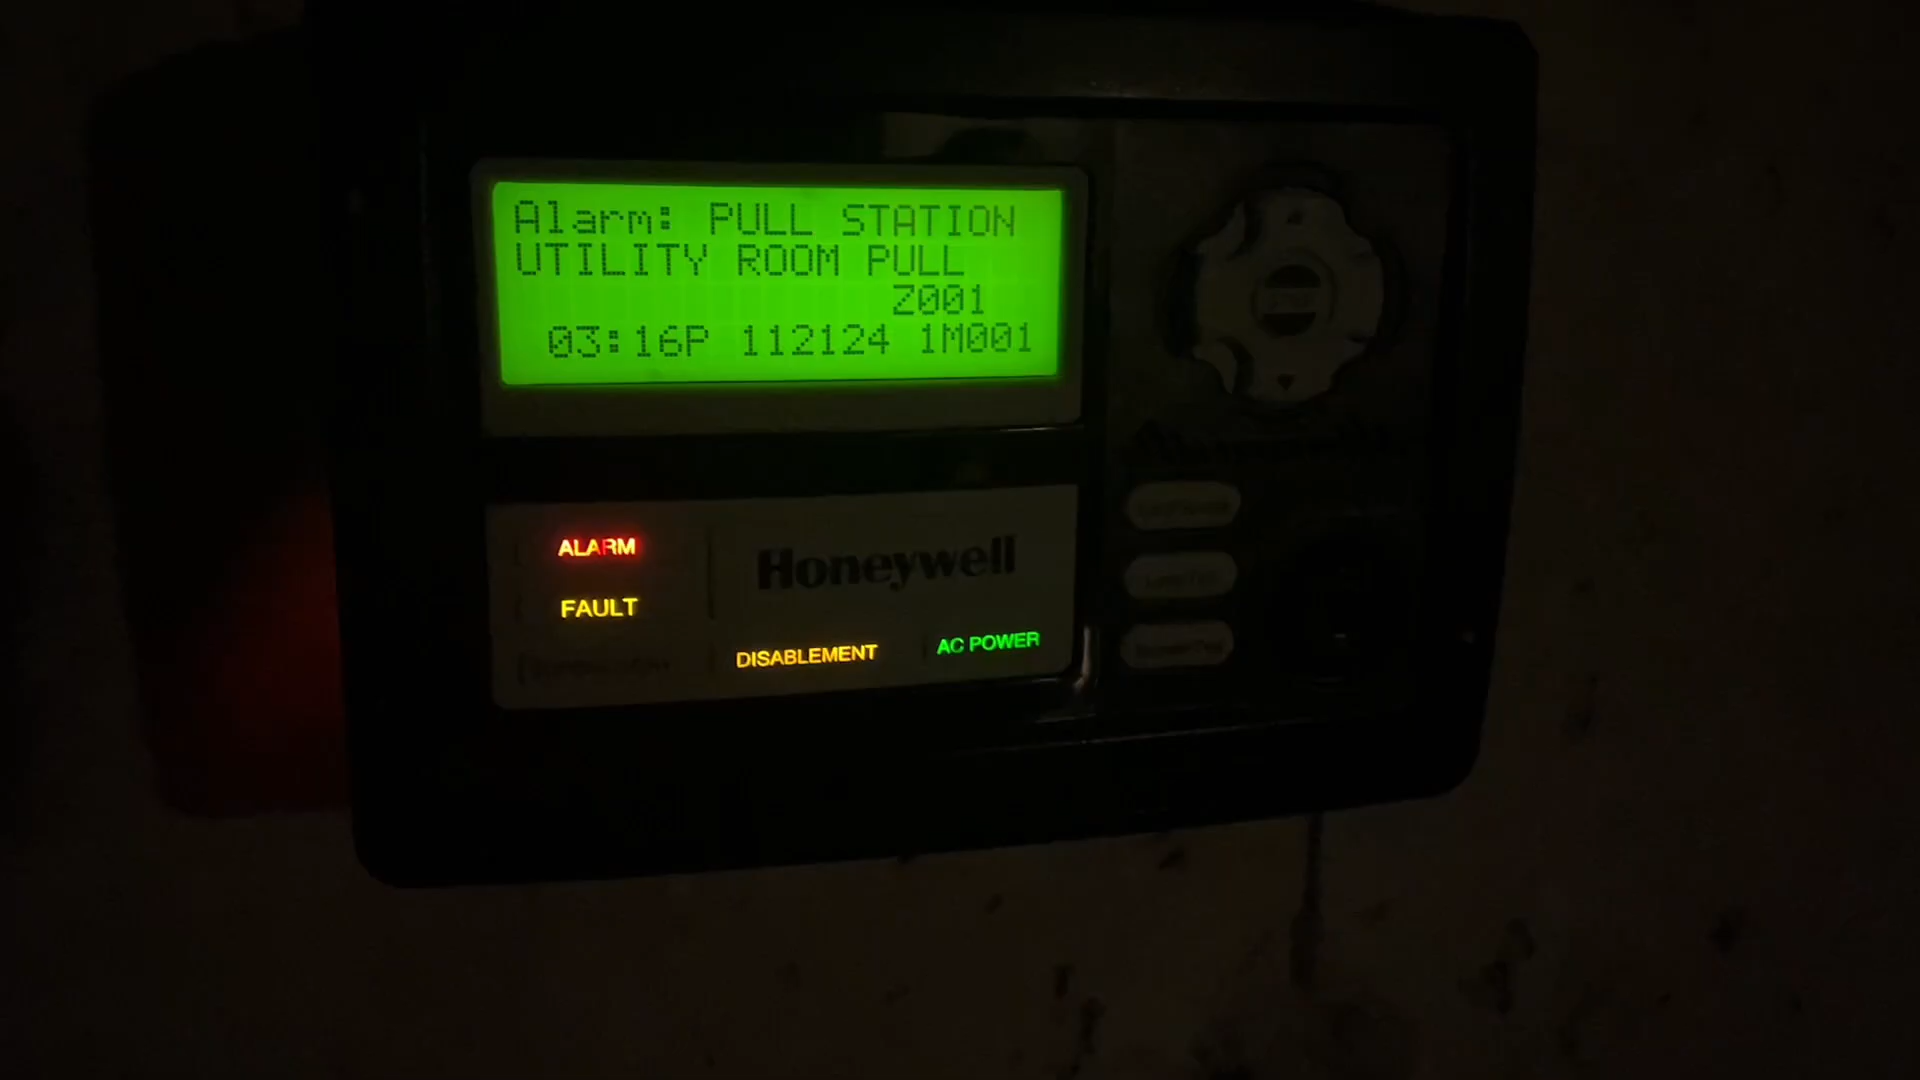 Alarm: PULL STATION
UTILITY ROOM PULL
Z001
03:16P 112124 1M001
ALARM
FAULT
Honeywell
DISABLEMENT
AC POWER